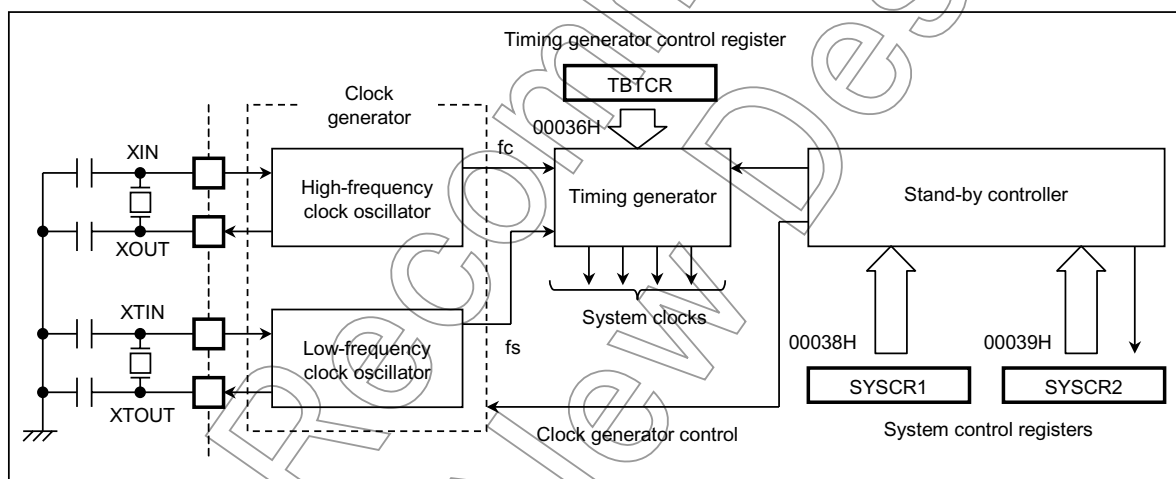 Timing generator control register
TBTCR
Clock
generator
00036H
XIN
fc
High-frequency
clock oscillator
Timing generator
Stand-by controller
XOUT
XTIN
System clocks
Low-frequency
clock oscillator
fs
00038H
00039H
SYSCR1
SYSCR2
XTOUT
Clock generator control
System control registers